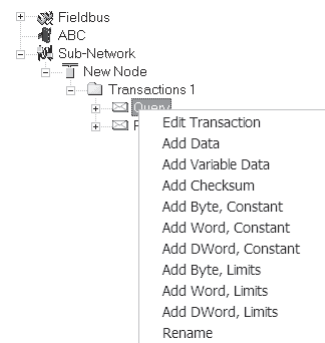 Fieldbus
ABC
Sub-Network
New Node
Transactions 1
Query
Edit Transaction
Add Data
Add Variable Data
Add Checksum
Add Byte, Constant
Add Word, Constant
Add DWord, Constant
Add Byte, Limits
Add Word, Limits
Add DWord, Limits
Rename